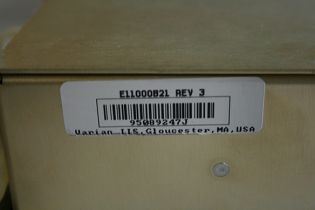 E11000821 REV 3
95089247J
Varian IIS, Gloucester, MA, USA